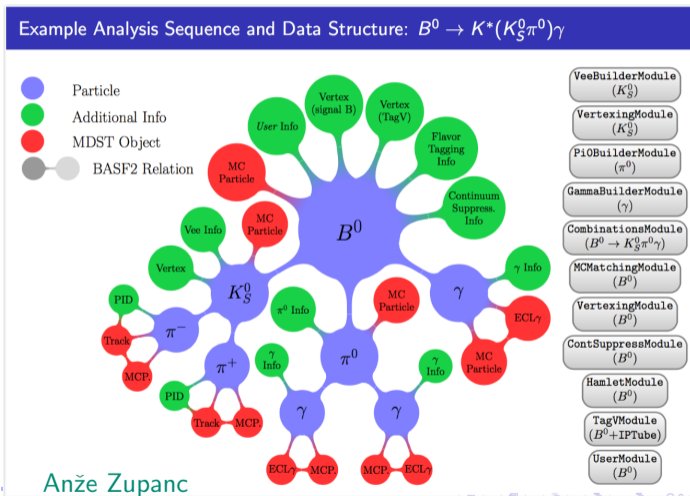 Example Analysis Sequence and Data Structure: B⁰ → K*(K⁰_Sπ⁰)γ
Particle
Additional Info
MDST Object
BASF2 Relation
User Info
Vertex
(signal B)
Vertex
(TagV)
Flavor
Tagging
Info
Continuum
Suppress.
Info
MC
Particle
B⁰
Vee Info
MC
Particle
Vertex
K⁰_S
PID
π⁻
Track
MCP.
π⁺
PID
Track
MCP.
π⁰ Info
MC
Particle
π⁰
γ
Info
γ
Info
γ
γ
ECLγ
MCP.
MCP.
ECLγ
γ
γ Info
ECLγ
MC
Particle
VeeBuilderModule
(K⁰_S)
VertexingModule
(K⁰_S)
Pi0BuilderModule
(π⁰)
GammaBuilderModule
(γ)
CombinationsModule
(B⁰ → K⁰_Sπ⁰γ)
MCMatchingModule
(B⁰)
VertexingModule
(B⁰)
ContSuppressModule
(B⁰)
HamletModule
(B⁰)
TagVModule
(B⁰+IPTube)
UserModule
(B⁰)
Anže Zupanc